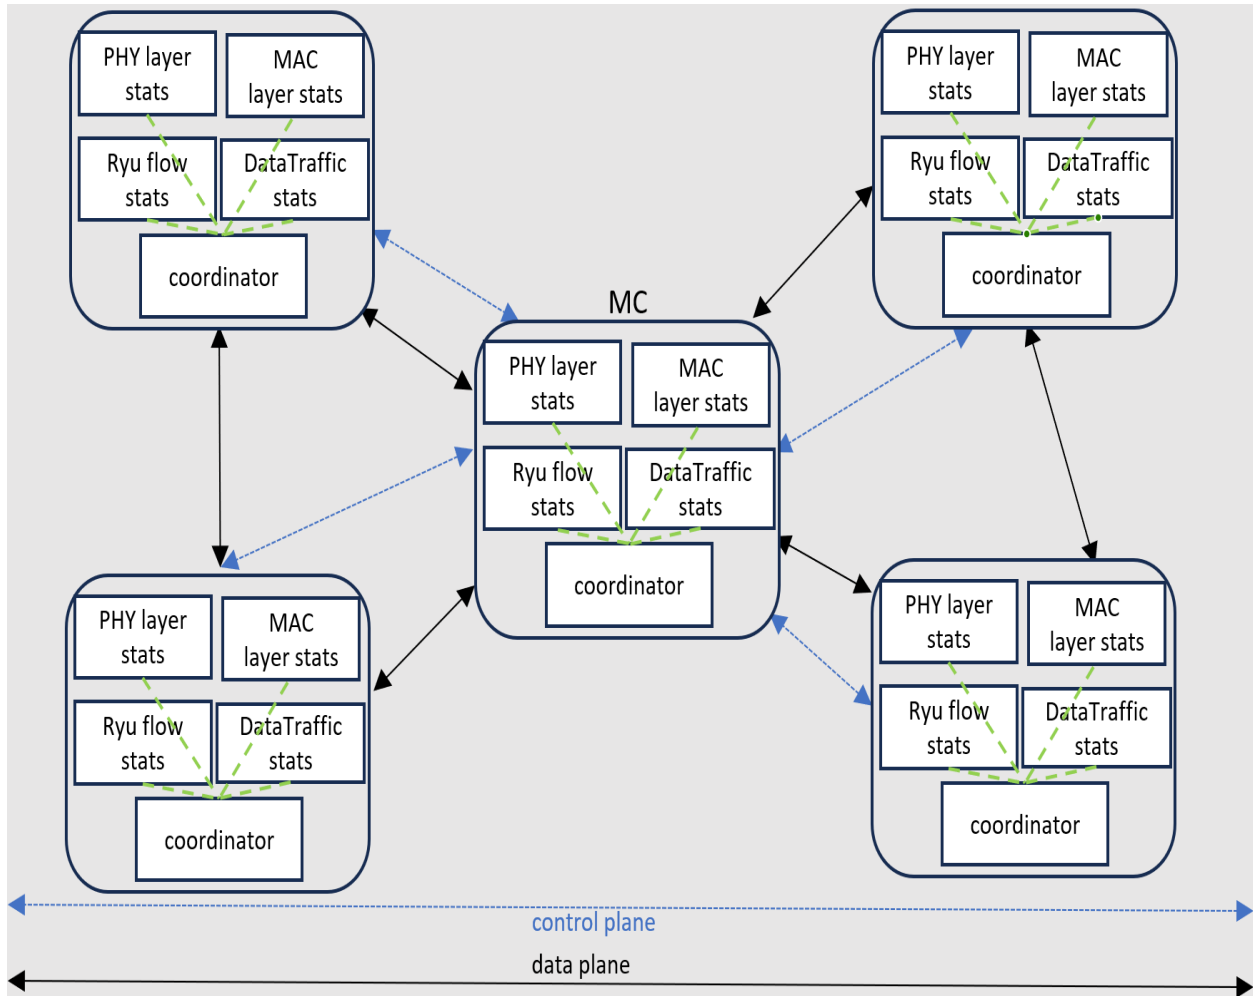 PHY layer
stats
MAC
layer stats
Ryu flow
stats
DataTraffic
stats
coordinator
PHY layer
stats
MAC
layer stats
Ryu flow
stats
DataTraffic
stats
coordinator
MC
PHY layer
stats
MAC
layer stats
Ryu flow
stats
DataTraffic
stats
coordinator
PHY layer
stats
MAC
layer stats
Ryu flow
stats
DataTraffic
stats
coordinator
PHY layer
stats
MAC
layer stats
Ryu flow
stats
DataTraffic
stats
coordinator
control plane
data plane